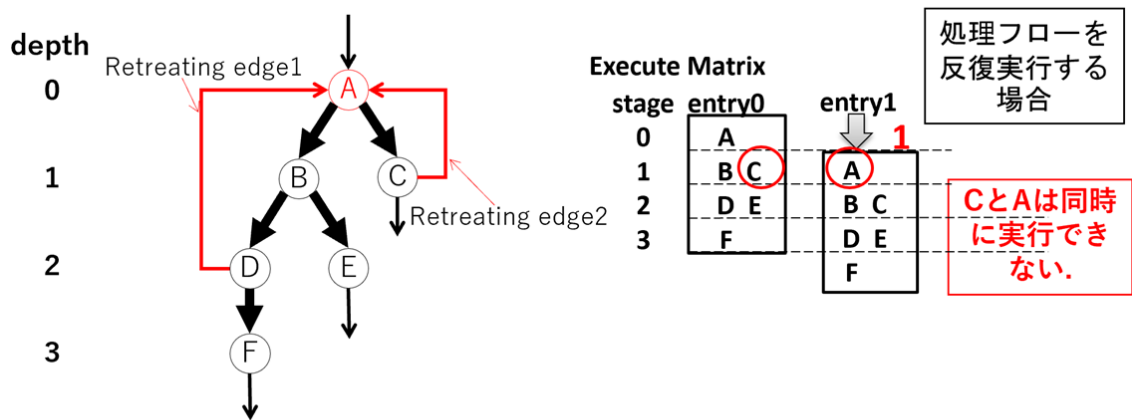 depth
0
1
2
3
Retreating edge1
A
B
C
Retreating edge2
D
E
F
処理フローを
反復実行する
場合
Execute Matrix
stage entry0 entry1
0 A 1
1 B C A
2 D E B C
3 F D E
F
CとAは同時
に実行でき
ない.